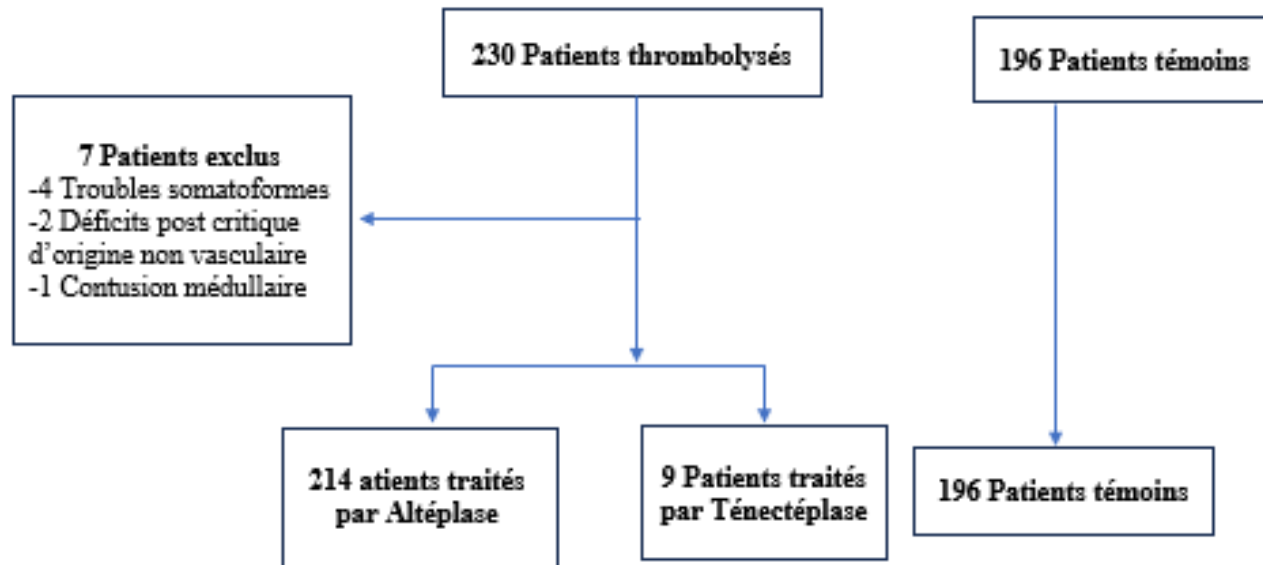 230 Patients thrombolysés
196 Patients témoins
7 Patients exclus
-4 Troubles somatoformes
-2 Déficits post critique
d'origine non vasculaire
-1 Contusion médullaire
214 atients traités
par Altéplase
9 Patients traités
par Ténectéplase
196 Patients témoins